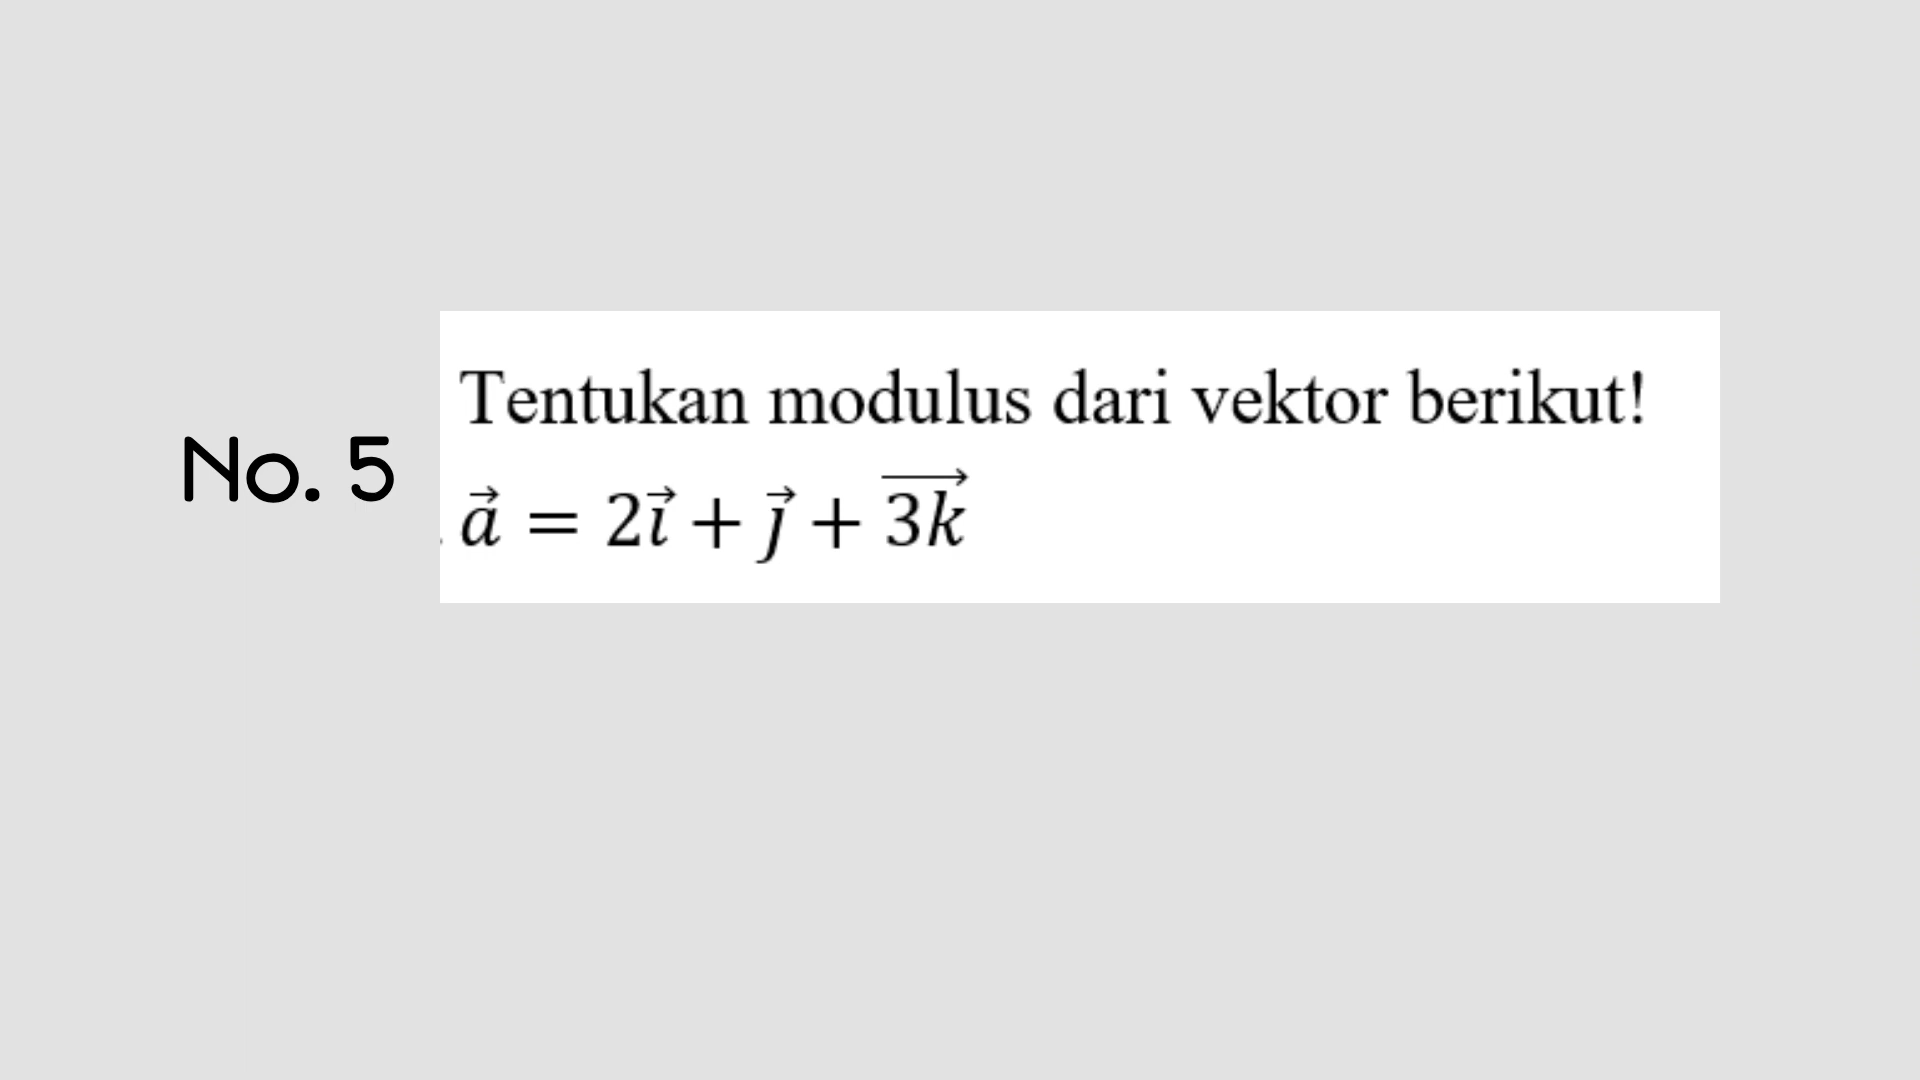 No. 5
Tentukan modulus dari vektor berikut!
. a⃗ = 2i⃗ + j⃗ + 3k⃗